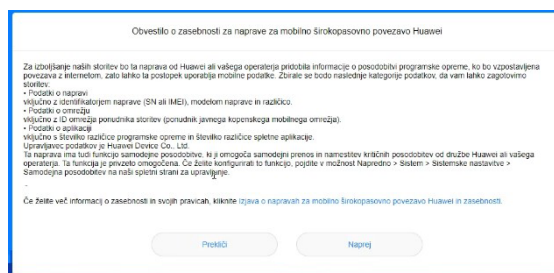 Obvestilo o zasebnosti za naprave za mobilno širokopasovno povezavo Huawei
Za izboljšanje naših storitev bo ta naprava od Huawei ali vašega operaterja pridobila informacije o posodobitvi programske opreme, ko bo vzpostavljena
povezava z internetom, zato lahko ta postopek uporablja mobilne podatke. Zbirale se bodo naslednje kategorije podatkov, da vam lahko zagotovimo
storitev:
• Podatki o napravi
vključno z identifikatorjem naprave (SN ali IMEI), modelom naprave in različico.
• Podatki o omrežju
vključno z ID omrežja ponudnika storitev (ponudnik javnega kopenskega mobilnega omrežja).
• Podatki o aplikaciji
vključno s številko različice programske opreme in številko različice spletne aplikacije.
Upravljavec podatkov je Huawei Device Co., Ltd.
Ta naprava ima tudi funkcijo samodejne posodobitve, ki ji omogoča samodejni prenos in namestitev kritičnih posodobitev od družbe Huawei ali vašega
operaterja. Ta funkcija je privzeto omogočena. Če želite konfigurirati to funkcijo, pojdite v možnost Napredno > Sistem > Sistemske nastavitve >
Samodejna posodobitev na naši spletni strani za upravljanje.
Če želite več informacij o zasebnosti in svojih pravicah, kliknite Izjava o napravah za mobilno širokopasovno povezavo Huawei in zasebnosti.
Prekliči
Naprej